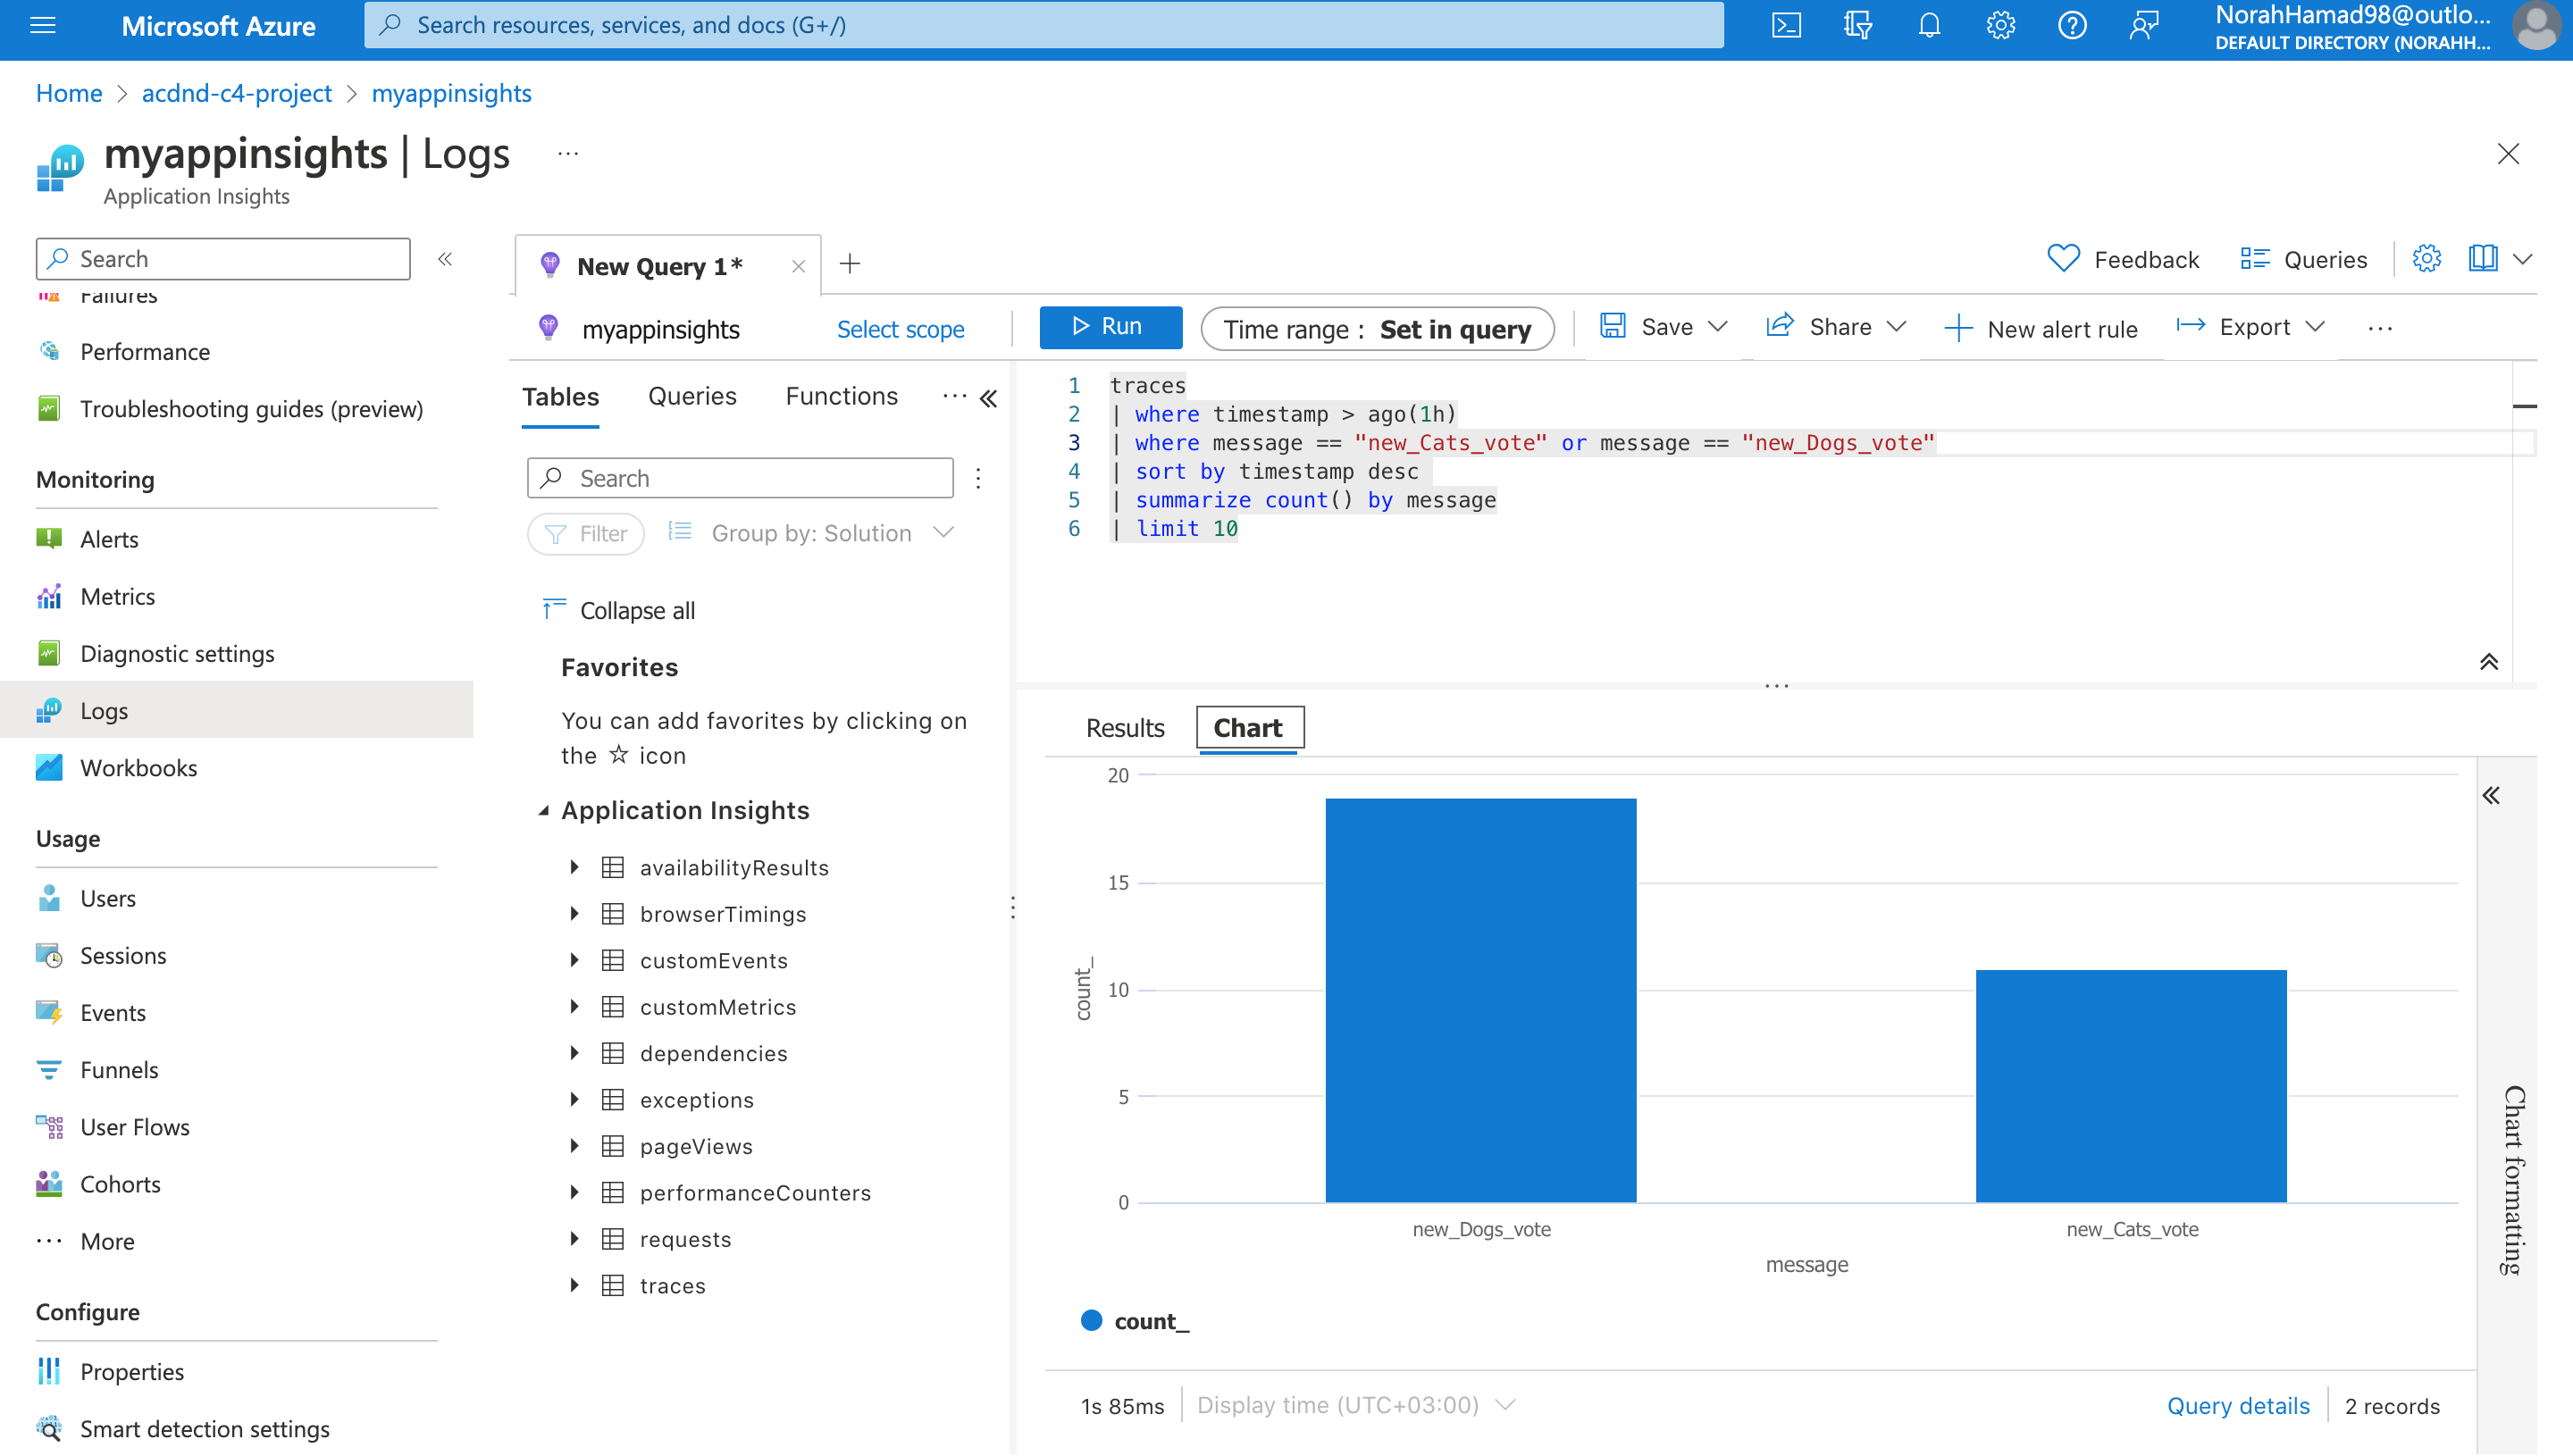 Microsoft Azure
Search resources, services, and docs (G+/)
NorahHamad98@outlo...
DEFAULT DIRECTORY (NORAHH...
Home > acdnd-c4-project > myappinsights
myappinsights | Logs ...
Application Insights
Search
Failures
Performance
Troubleshooting guides (preview)
Monitoring
Alerts
Metrics
Diagnostic settings
Logs
Workbooks
Usage
Users
Sessions
Events
Funnels
User Flows
Cohorts
... More
Configure
Properties
Smart detection settings
New Query 1*
Feedback
Queries
myappinsights
Select scope
Run
Time range : Set in query
Save
Share
New alert rule
Export
...
Tables Queries Functions ...
Search
Filter
Group by: Solution
Collapse all
Favorites
You can add favorites by clicking on
the ☆ icon
Application Insights
availabilityResults
browserTimings
customEvents
customMetrics
dependencies
exceptions
pageViews
performanceCounters
requests
traces
1 traces
2 | where timestamp > ago(1h)
3 | where message == "new_Cats_vote" or message == "new_Dogs_vote"
4 | sort by timestamp desc
5 | summarize count() by message
6 | limit 10
Results Chart
20
15
10
5
0
count_
new_Dogs_vote
new_Cats_vote
message
count_
Chart formatting
1s 85ms
Display time (UTC+03:00)
Query details
2 records